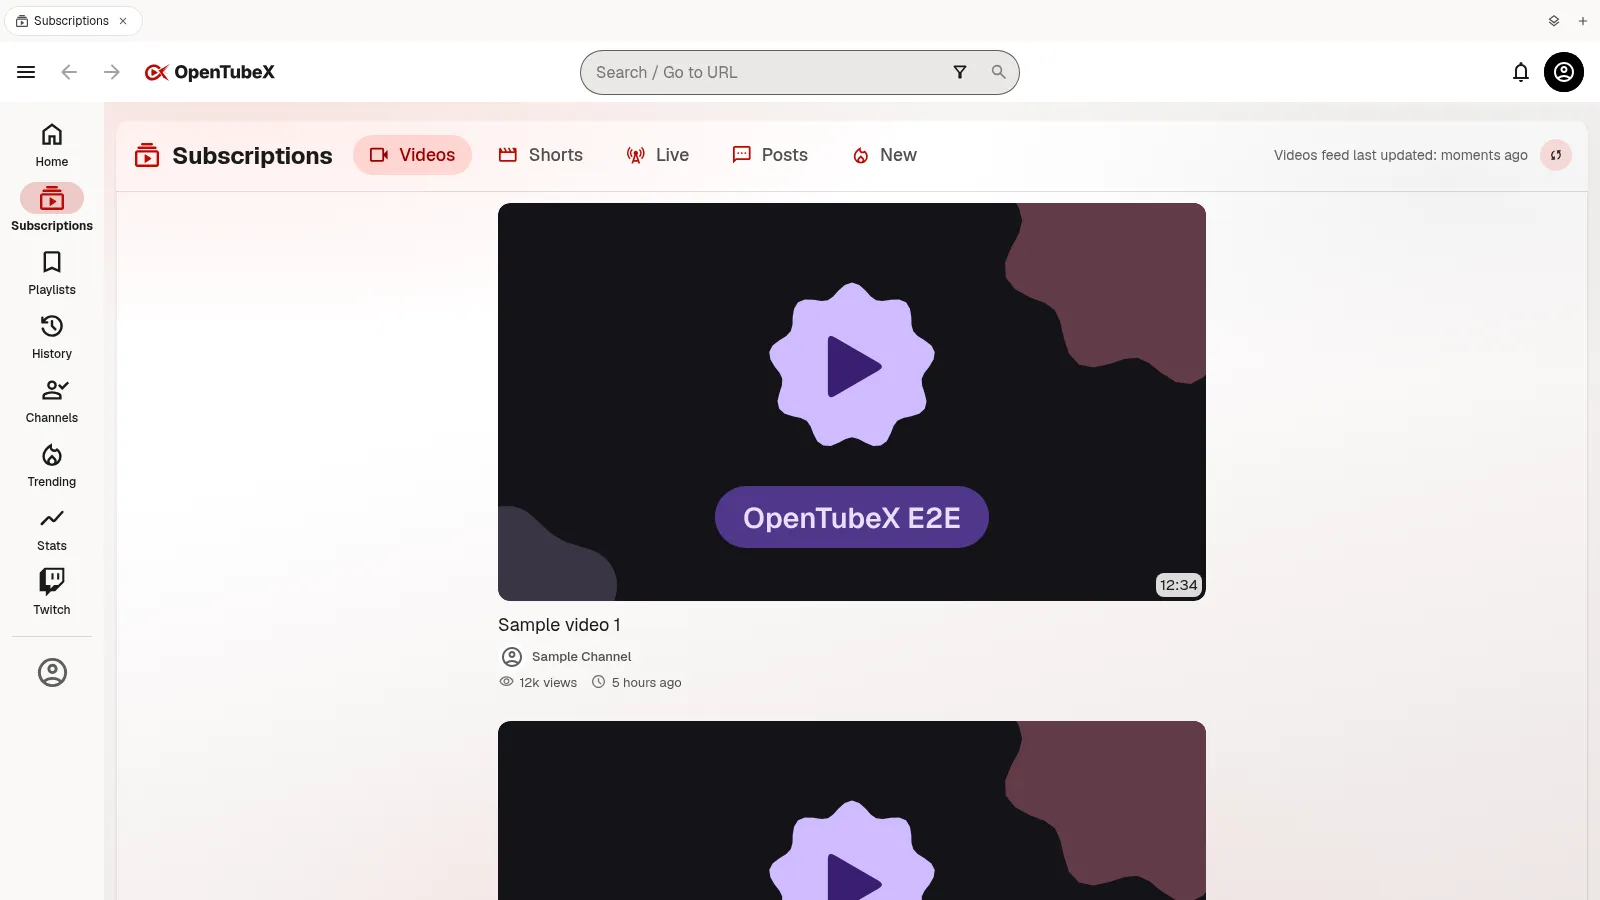 Subscriptions
OpenTubeX
Search / Go to URL
Home
Subscriptions
Playlists
History
Channels
Trending
Stats
Twitch
Subscriptions
Videos
Shorts
Live
Posts
New
Videos feed last updated: moments ago
OpenTubeX E2E
12:34
Sample video 1
Sample Channel
12k views
5 hours ago